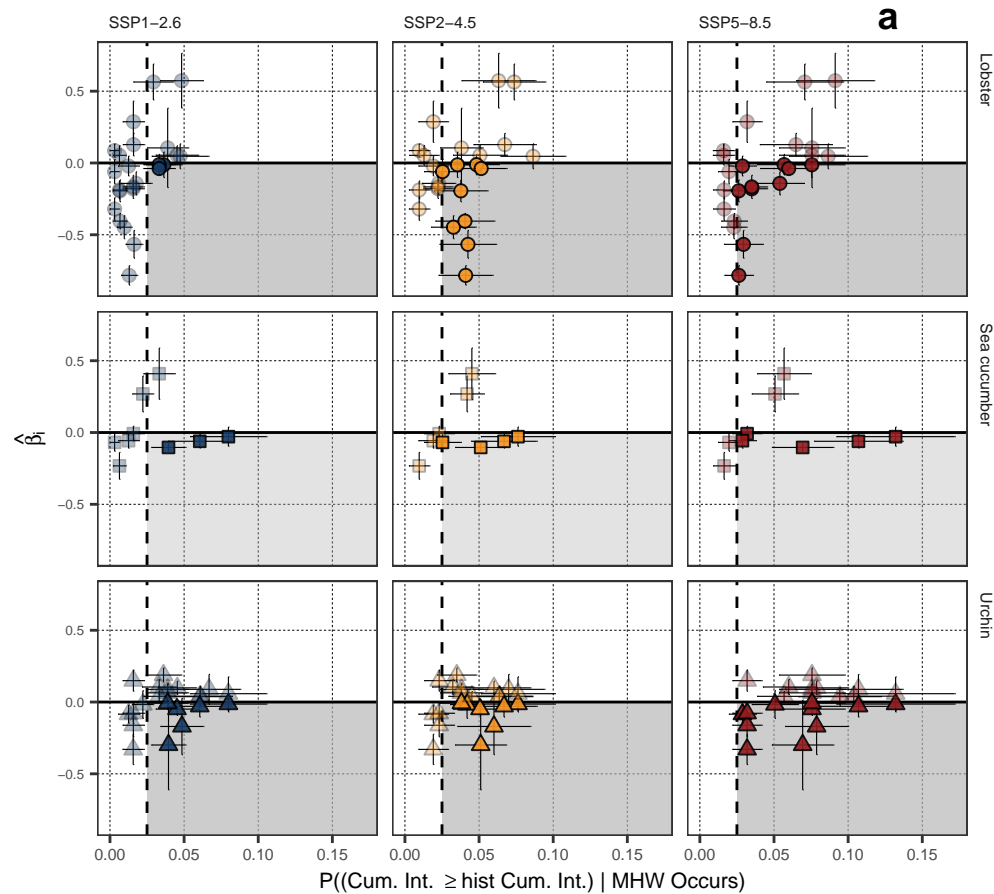 a
SSP1−2.6 SSP2−4.5 SSP5−8.5
Lobster
0.5
0.0
−0.5
Sea cucumber
0.5
0.0
−0.5
Urchin
0.5
0.0
−0.5
β̂i
0.00 0.05 0.10 0.15 0.00 0.05 0.10 0.15 0.00 0.05 0.10 0.15
P((Cum. Int. ≥ hist Cum. Int.) | MHW Occurs)